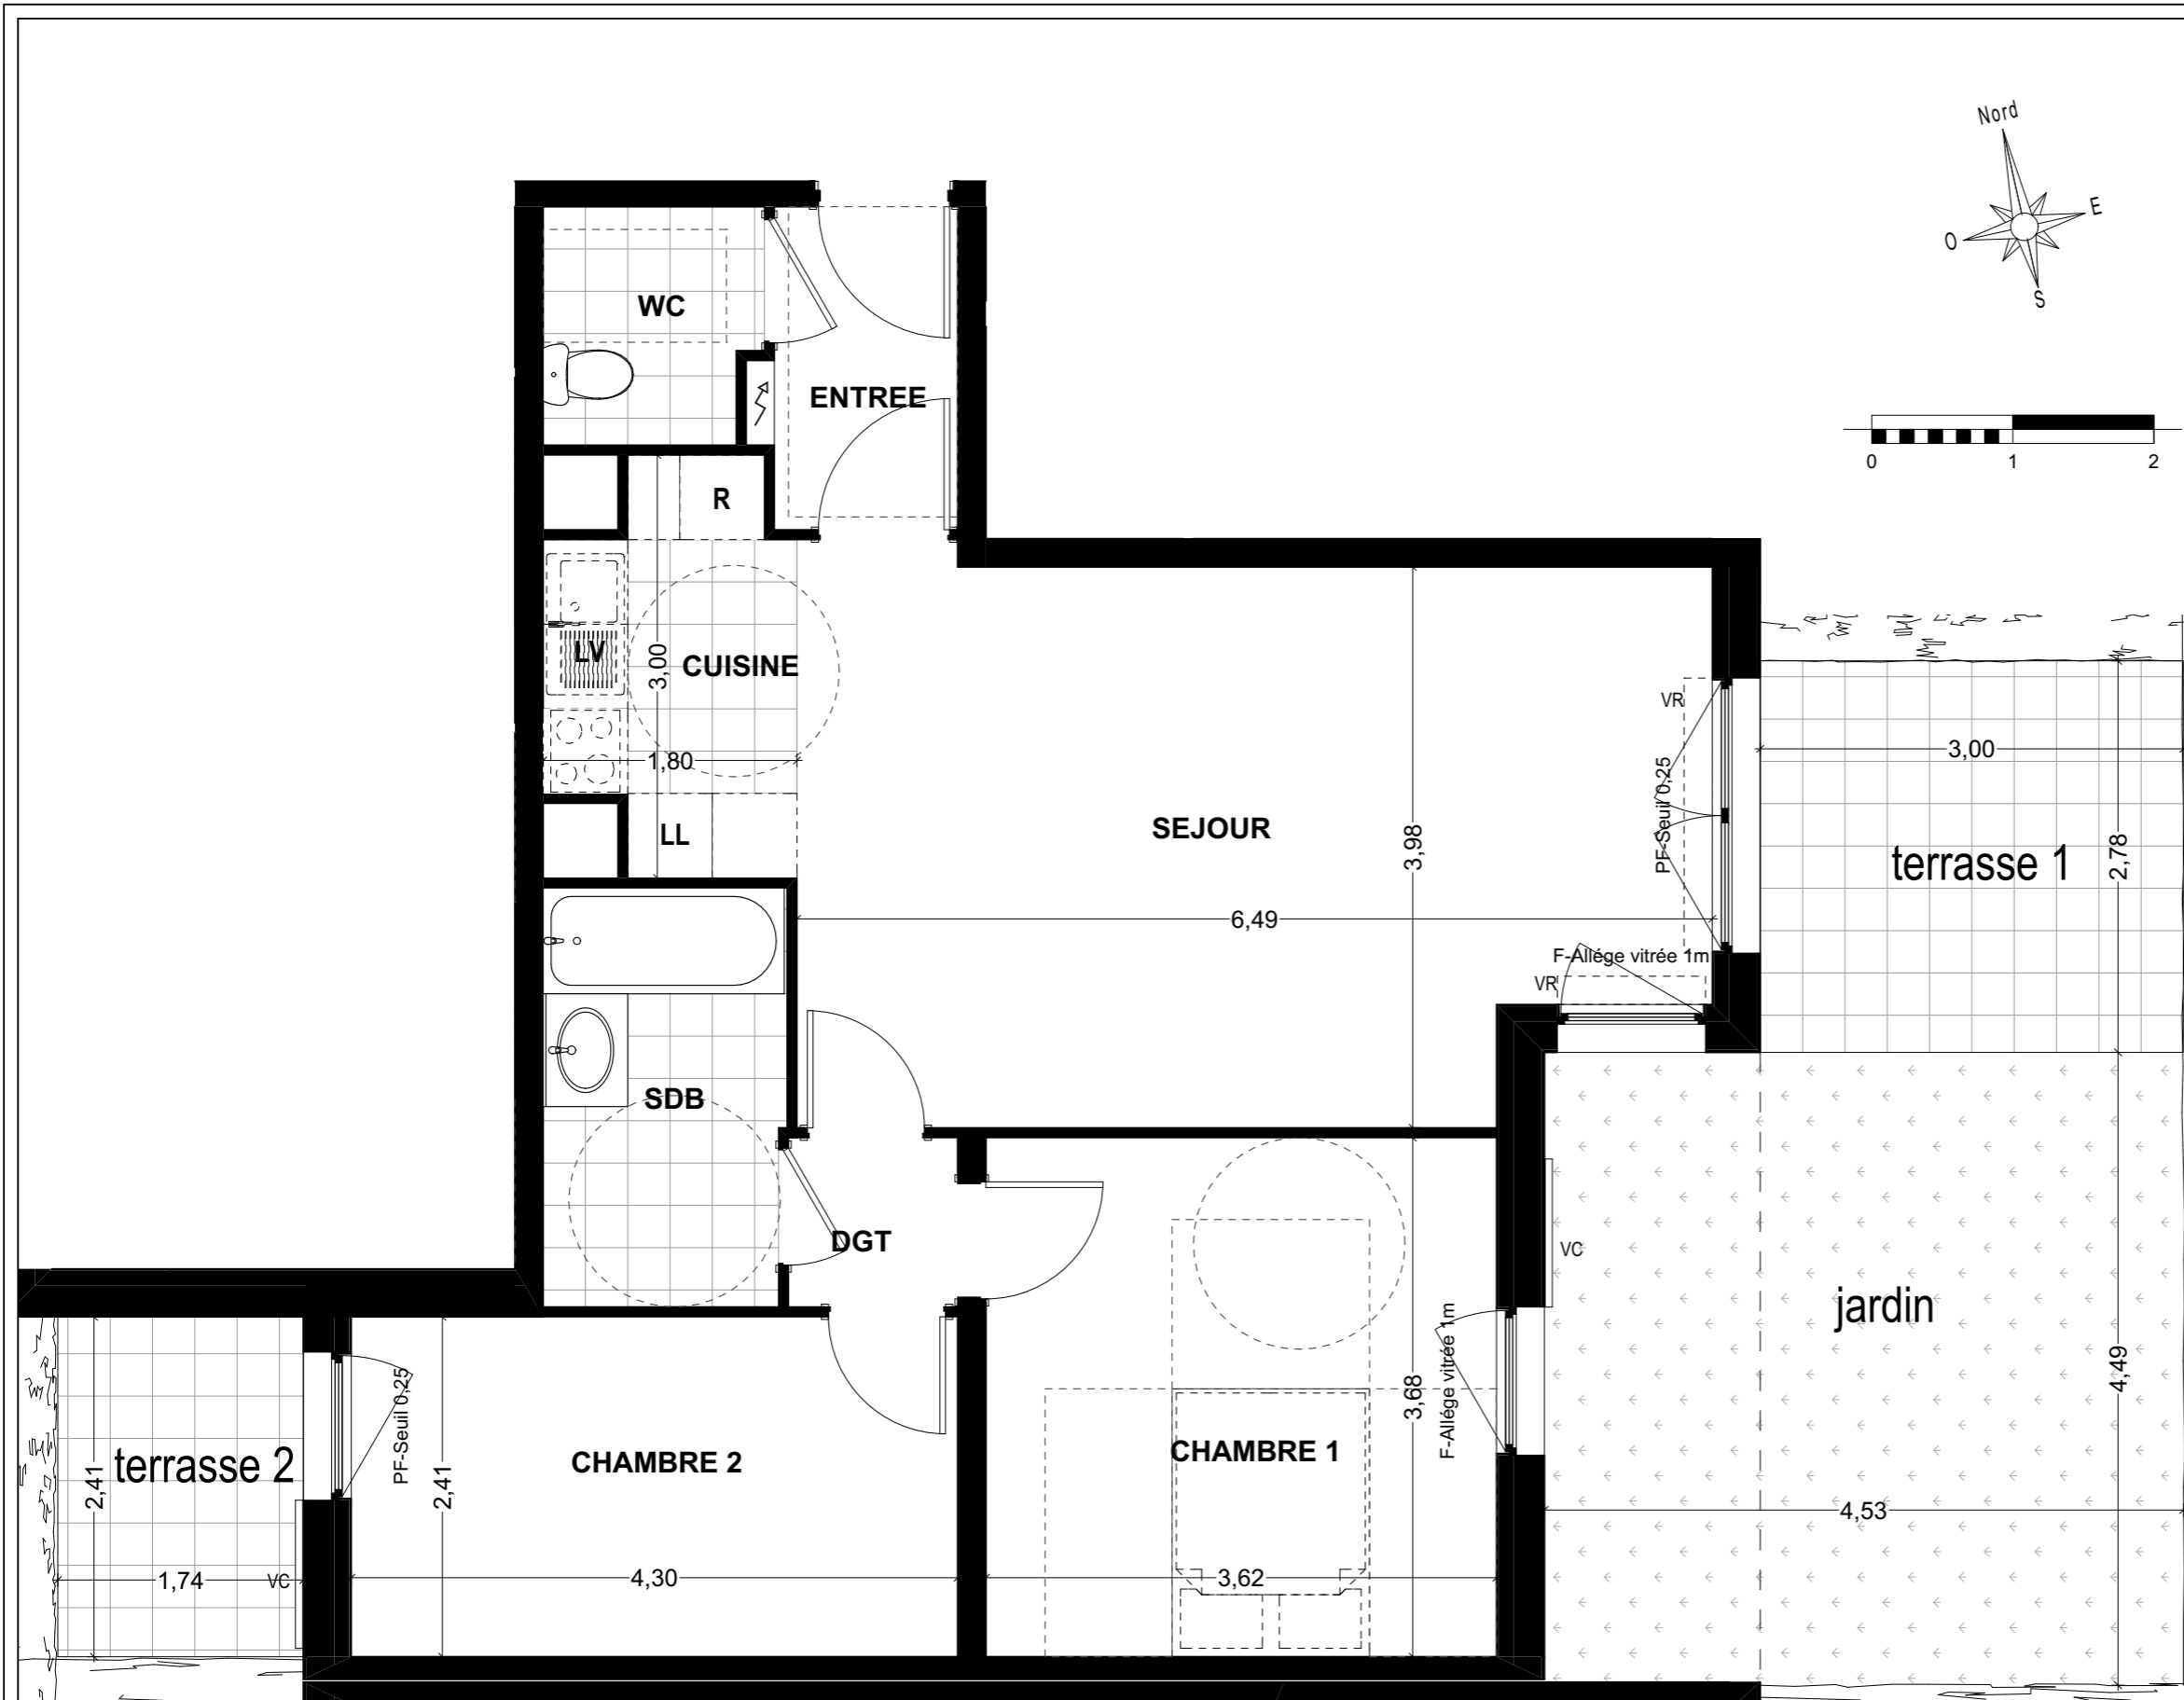 Nord
E
O
S
WC
ENTREE
0 1 2
R
LV
3,00
CUISINE
VR
1,80
3,00
PF-Seuil 0,25
SEJOUR
LL
3,98
terrasse 1
2,78
6,49
F-Allége vitrée 1m
VR
SDB
DGT
VC
jardin
F-Allége vitrée 1m
3,68
4,49
PF-Seuil 0,25
terrasse 2
CHAMBRE 2
CHAMBRE 1
2,41
2,41
4,53
1,74
VC
4,30
3,62